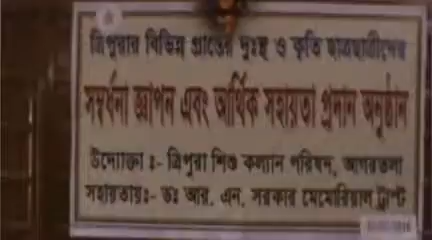 ত্রিপুরার বিভিন্ন প্রান্তের দুঃস্থ ও কৃতি ছাত্রছাত্রীদের
সম্বর্ধনা জ্ঞাপন এবং আর্থিক সহায়তা প্রদান অনুষ্ঠান
উদ্যোক্তা ঃ- ত্রিপুরা শিশু কল্যান পরিষদ, আগরতলা
সহায়তায়ঃ- ডঃ আর. এন. সরকার মেমোরিয়াল ট্রাস্ট